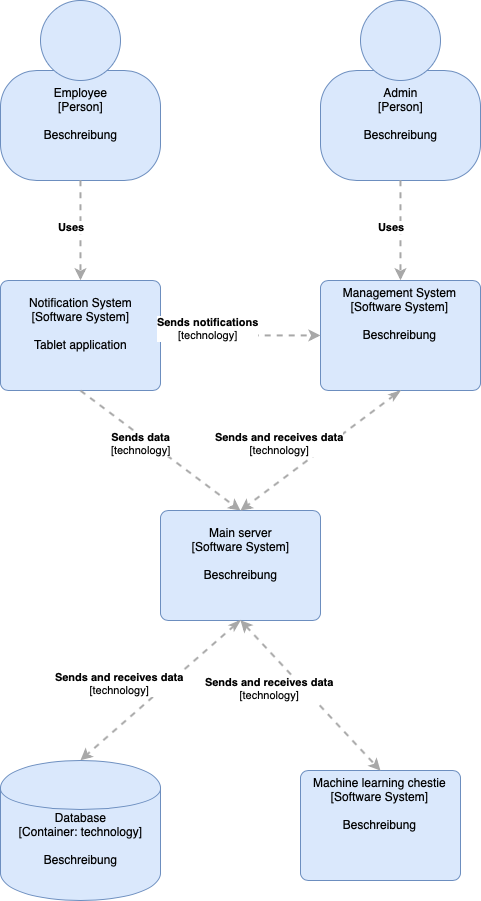 Employee
[Person]
Beschreibung
Admin
[Person]
Beschreibung
Uses
Uses
Notification System
[Software System]
Tablet application
Sends notifications
[technology]
Management System
[Software System]
Beschreibung
Sends data
[technology]
Sends and receives data
[technology]
Main server
[Software System]
Beschreibung
Sends and receives data
[technology]
Sends and receives data
[technology]
Database
[Container: technology]
Beschreibung
Machine learning chestie
[Software System]
Beschreibung